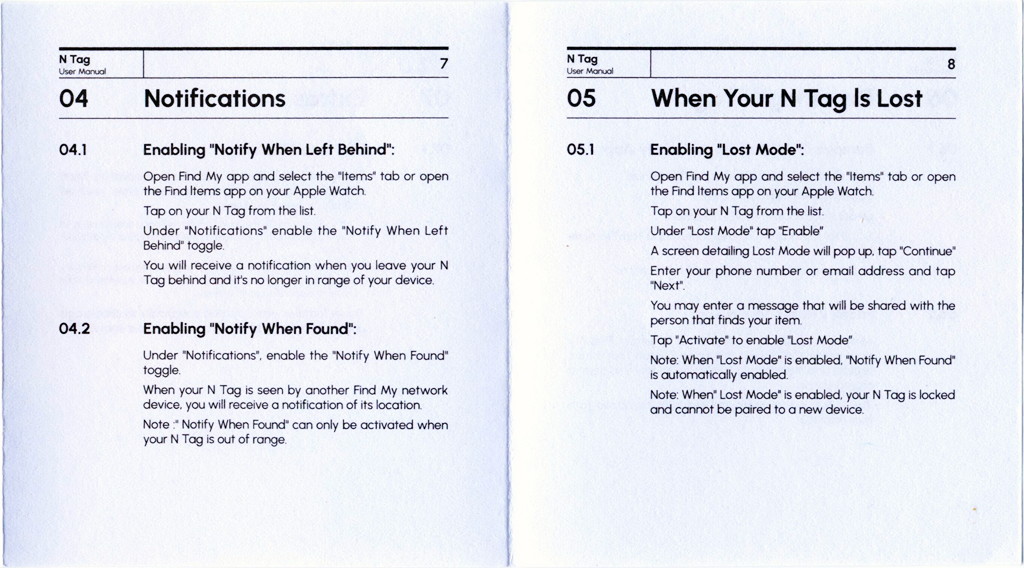 N Tag
User Manual
7
04 Notifications
04.1 Enabling "Notify When Left Behind":
Open Find My app and select the "Items" tab or open
the Find Items app on your Apple Watch.
Tap on your N Tag from the list.
Under "Notifications" enable the "Notify When Left
Behind" toggle.
You will receive a notification when you leave your N
Tag behind and it's no longer in range of your device.
04.2 Enabling "Notify When Found":
Under "Notifications", enable the "Notify When Found"
toggle.
When your N Tag is seen by another Find My network
device, you will receive a notification of its location.
Note :" Notify When Found" can only be activated when
your N Tag is out of range.
N Tag
User Manual
8
05 When Your N Tag Is Lost
05.1 Enabling "Lost Mode":
Open Find My app and select the "Items" tab or open
the Find Items app on your Apple Watch.
Tap on your N Tag from the list.
Under "Lost Mode" tap "Enable"
A screen detailing Lost Mode will pop up, tap "Continue"
Enter your phone number or email address and tap
"Next".
You may enter a message that will be shared with the
person that finds your item.
Tap "Activate" to enable "Lost Mode"
Note: When "Lost Mode" is enabled, "Notify When Found"
is automatically enabled.
Note: When" Lost Mode" is enabled, your N Tag is locked
and cannot be paired to a new device.